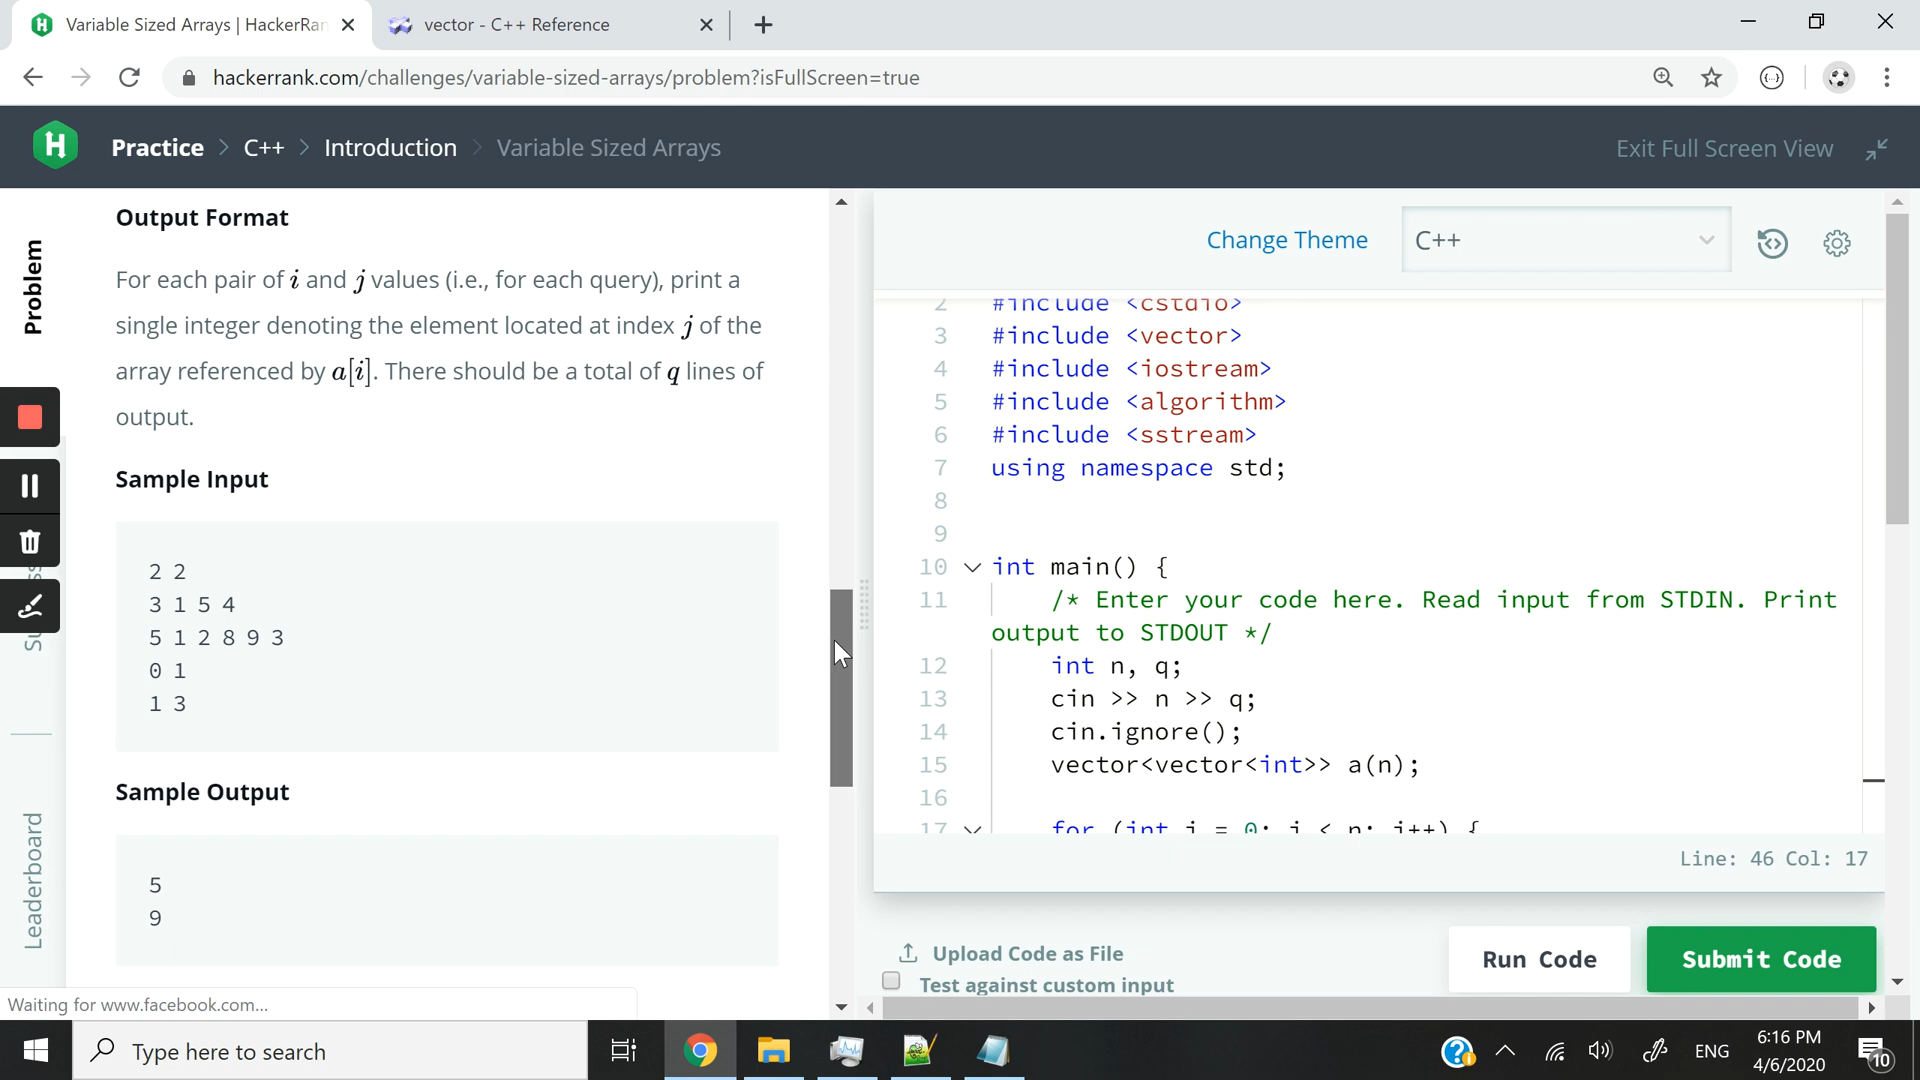 Variable Sized Arrays | HackerRan
vector - C++ Reference
hackerrank.com/challenges/variable-sized-arrays/problem?isFullScreen=true
H
Practice > C++ > Introduction > Variable Sized Arrays
Exit Full Screen View
Problem
Leaderboard
Output Format
For each pair of i and j values (i.e., for each query), print a
single integer denoting the element located at index j of the
array referenced by a[i]. There should be a total of q lines of
output.
Sample Input
2 2
3 1 5 4
5 1 2 8 9 3
0 1
1 3
Sample Output
5
9
Waiting for www.facebook.com...
Change Theme
C++
2 #include <cstdio>
3 #include <vector>
4 #include <iostream>
5 #include <algorithm>
6 #include <sstream>
7 using namespace std;
8
9
10 int main() {
11 /* Enter your code here. Read input from STDIN. Print
output to STDOUT */
12 int n, q;
13 cin >> n >> q;
14 cin.ignore();
15 vector<vector<int>> a(n);
16
17 for (int i = 0; i < n; i++) {
Line: 46 Col: 17
Upload Code as File
Test against custom input
Run Code
Submit Code
Type here to search
ENG
6:16 PM
4/6/2020
10